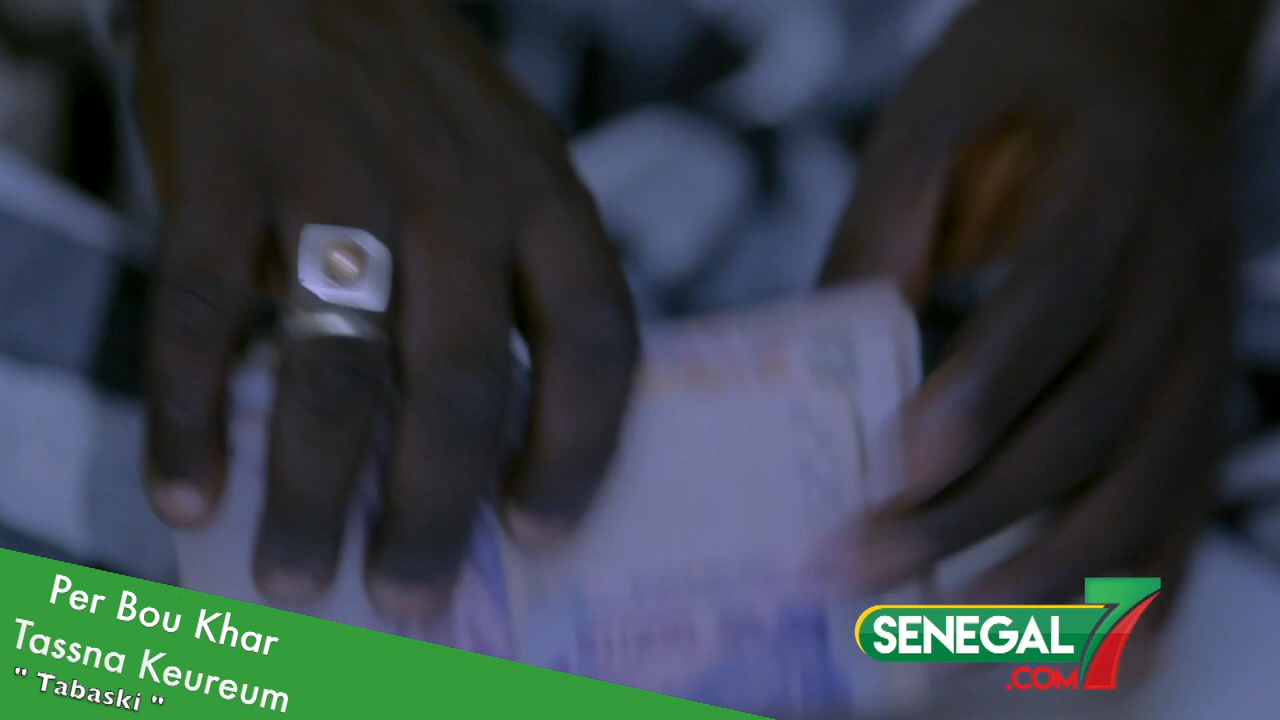 Per Bou Khar
Tassna Keureum
" Tabaski "
SENEGAL7
.COM